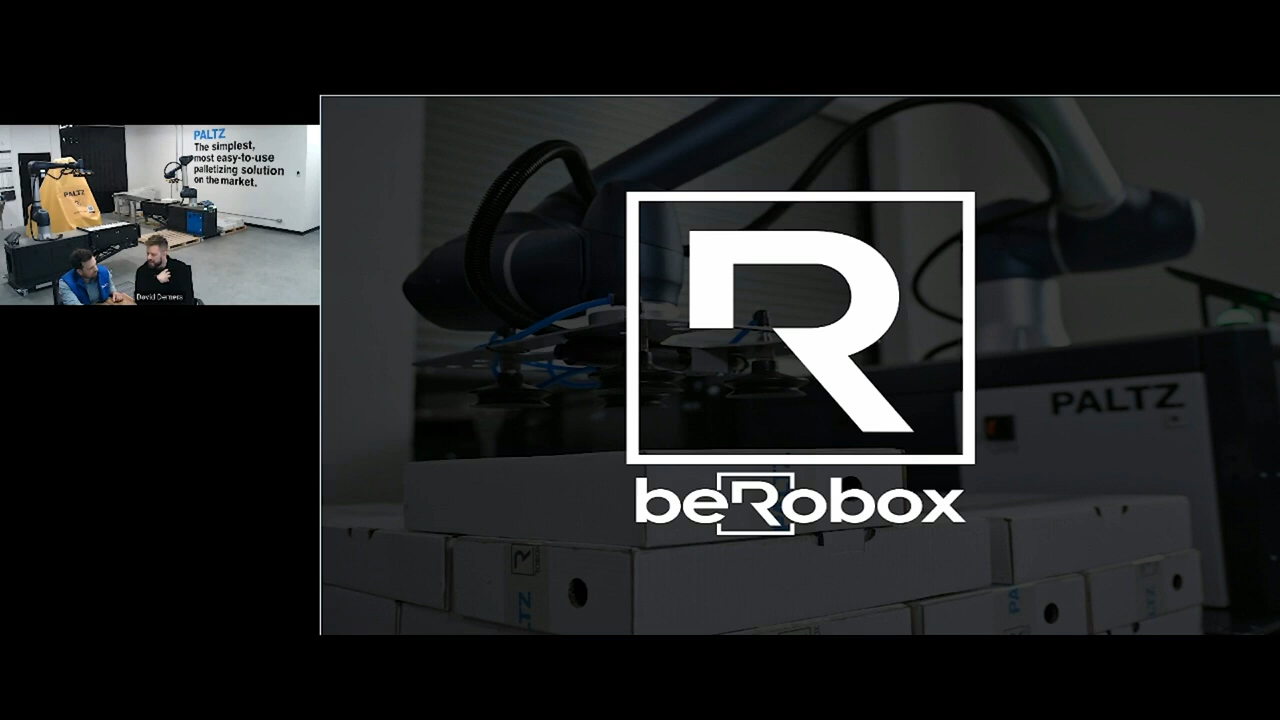 PALTZ
The simplest,
most easy-to-use
palletizing solution
on the market.
PALTZ
David Demers
R
beRobox
PALTZ